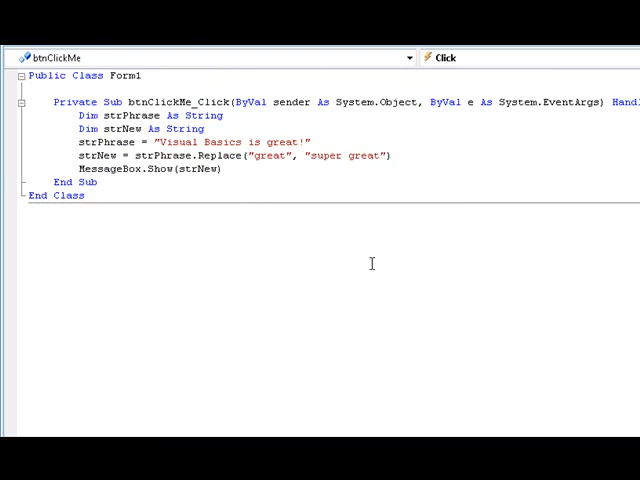 btnClickMe Click
Public Class Form1
Private Sub btnClickMe_Click(ByVal sender As System.Object, ByVal e As System.EventArgs) Handl
Dim strPhrase As String
Dim strNew As String
strPhrase = "Visual Basics is great!"
strNew = strPhrase.Replace("great", "super great")
MessageBox.Show(strNew)
End Sub
End Class